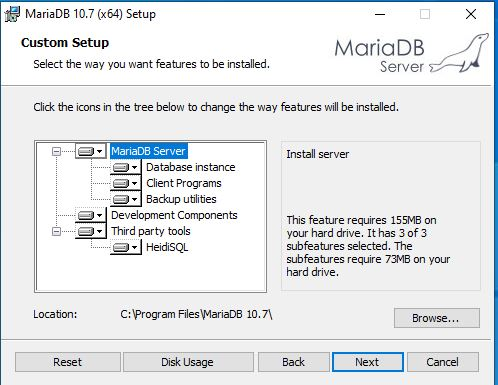 MariaDB 10.7 (x64) Setup
Custom Setup
Select the way you want features to be installed.
MariaDB
Server
Click the icons in the tree below to change the way features will be installed.
MariaDB Server
Database instance
Client Programs
Backup utilities
Development Components
Third party tools
HeidiSQL
Install server
This feature requires 155MB on
your hard drive. It has 3 of 3
subfeatures selected. The
subfeatures require 73MB on your
hard drive.
Location: C:\Program Files\MariaDB 10.7\
Browse...
Reset Disk Usage Back Next Cancel